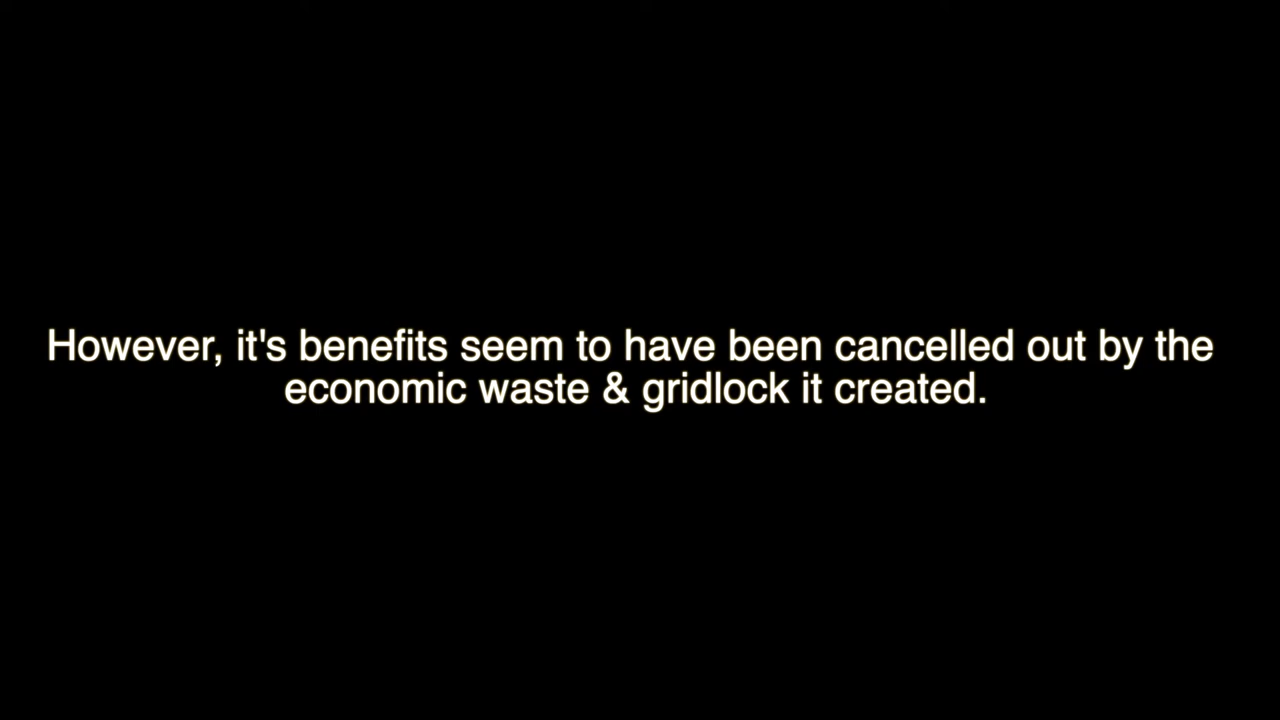 However, it's benefits seem to have been cancelled out by the
economic waste & gridlock it created.